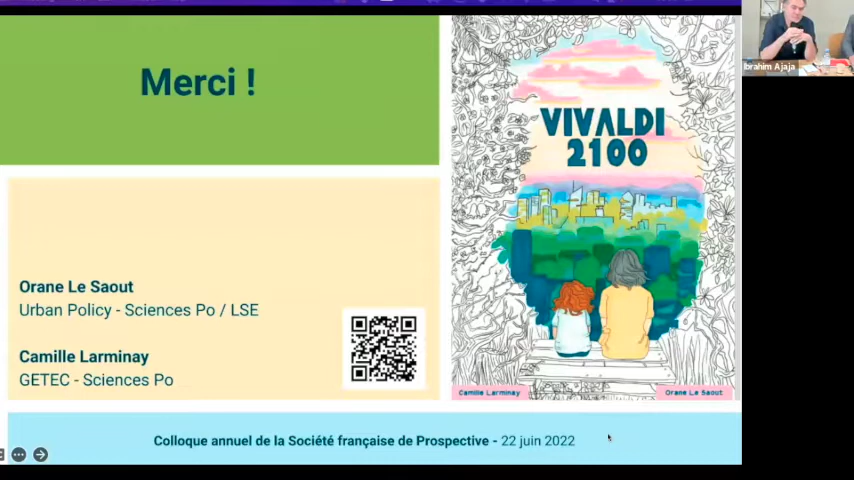 Merci !
Orane Le Saout
Urban Policy - Sciences Po / LSE
Camille Larminay
GETEC - Sciences Po
VIVALDI
2100
Camille Larminay
Orane Le Saout
Colloque annuel de la Société française de Prospective - 22 juin 2022
Ibrahim Ajaja